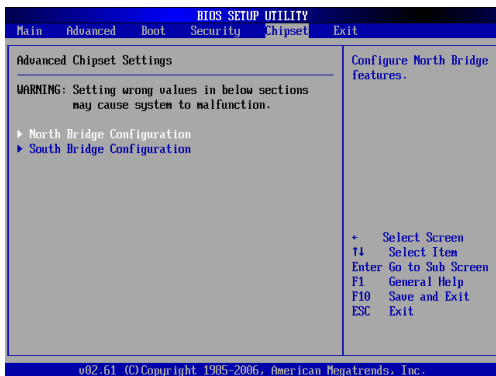 BIOS SETUP UTILITY
Main Advanced Boot Security Chipset Exit
Advanced Chipset Settings
WARNING: Setting wrong values in below sections
may cause system to malfunction.
North Bridge Configuration
South Bridge Configuration
Configure North Bridge
features.
← Select Screen
↑↓ Select Item
Enter Go to Sub Screen
F1 General Help
F10 Save and Exit
ESC Exit
v02.61 (C)Copyright 1985-2006, American Megatrends, Inc.